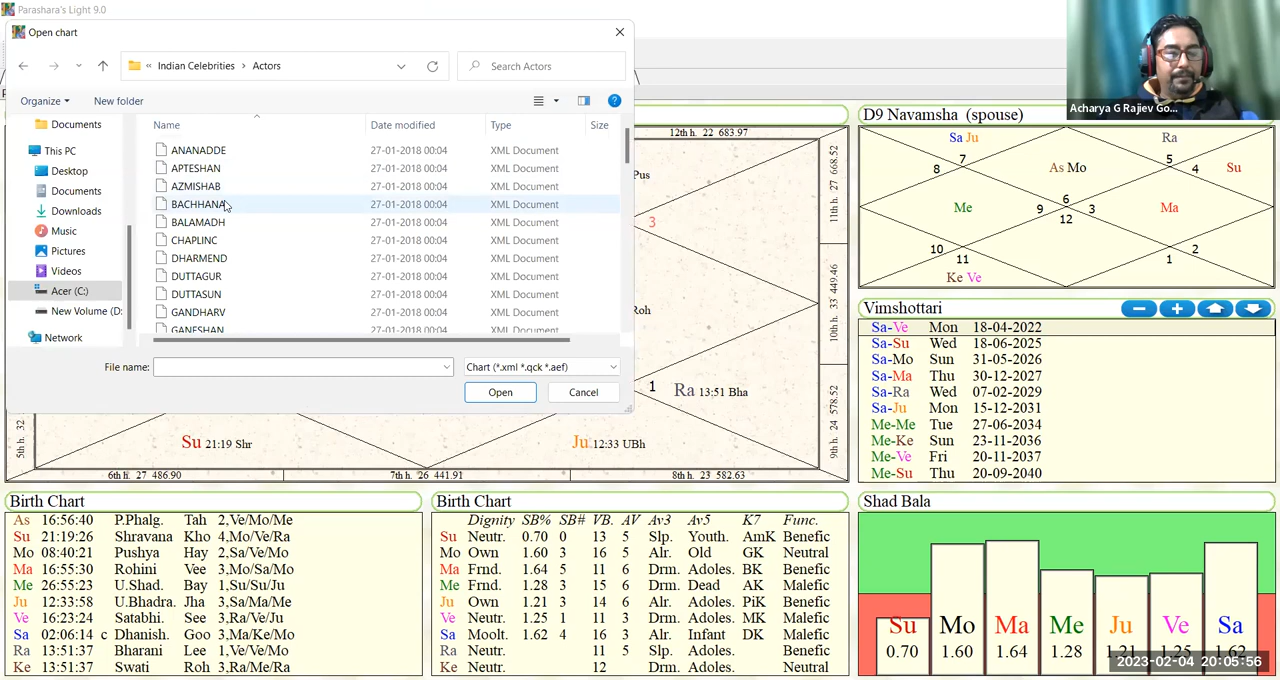 Parashara's Light 9.0
Open chart
« Indian Celebrities > Actors
Search Actors
Organize
New folder
Name Date modified Type Size
Documents
This PC
Desktop
Documents
Downloads
Music
Pictures
Videos
Acer (C:)
New Volume (D:
Network
ANANADDE 27-01-2018 00:04 XML Document
APTESHAN 27-01-2018 00:04 XML Document
AZMISHAB 27-01-2018 00:04 XML Document
BACHHANA 27-01-2018 00:04 XML Document
BALAMADH 27-01-2018 00:04 XML Document
CHAPLINC 27-01-2018 00:04 XML Document
DHARMEND 27-01-2018 00:04 XML Document
DUTTAGUR 27-01-2018 00:04 XML Document
DUTTASUN 27-01-2018 00:04 XML Document
GANDHARV 27-01-2018 00:04 XML Document
GANESHAN 27-01-2018 00:04 XML Document
File name:
Chart (*.xml *.qck *.aef)
Open
Cancel
Acharya G Rajiev Go...
12th h. 22 683.97
11th h. 27 668.52
10th h. 33 449.46
9th h. 24 578.52
5th h. 32
6th h. 27 486.90
7th h. 26 441.91
8th h. 23 582.63
Pus
3
Roh
1 Ra 13:51 Bha
Su 21:19 Shr
Ju 12:33 UBh
D9 Navamsha (spouse)
Sa Ju
Ra
7
5
8
As Mo
4
Su
Me
6
9
3
12
Ma
10
2
11
1
Ke Ve
Vimshottari
Sa-Ve Mon 18-04-2022
Sa-Su Wed 18-06-2025
Sa-Mo Sun 31-05-2026
Sa-Ma Thu 30-12-2027
Sa-Ra Wed 07-02-2029
Sa-Ju Mon 15-12-2031
Me-Me Tue 27-06-2034
Me-Ke Sun 23-11-2036
Me-Ve Fri 20-11-2037
Me-Su Thu 20-09-2040
Birth Chart
As 16:56:40 P.Phalg. Tah 2,Ve/Mo/Me
Su 21:19:26 Shravana Kho 4,Mo/Ve/Ra
Mo 08:40:21 Pushya Hay 2,Sa/Ve/Mo
Ma 16:55:30 Rohini Vee 3,Mo/Sa/Mo
Me 26:55:23 U.Shad. Bay 1,Su/Su/Ju
Ju 12:33:58 U.Bhadra. Jha 3,Sa/Ma/Me
Ve 16:23:24 Satabhi. See 3,Ra/Ve/Ju
Sa 02:06:14 c Dhanish. Goo 3,Ma/Ke/Mo
Ra 13:51:37 Bharani Lee 1,Ve/Ve/Mo
Ke 13:51:37 Swati Roh 3,Ra/Me/Ra
Birth Chart
Dignity SB% SB# VB. AV Av3 Av5 K7 Func.
Su Neutr. 0.70 0 13 5 Slp. Youth. AmK Benefic
Mo Own 1.60 3 16 5 Alr. Old GK Neutral
Ma Frnd. 1.64 5 11 6 Drm. Adoles. BK Benefic
Me Frnd. 1.28 3 15 6 Drm. Dead AK Malefic
Ju Own 1.21 3 14 6 Alr. Adoles. PiK Benefic
Ve Neutr. 1.25 1 11 3 Drm. Adoles. MK Malefic
Sa Moolt. 1.62 4 16 3 Alr. Infant DK Malefic
Ra Neutr. 11 5 Slp. Adoles. Benefic
Ke Neutr. 12 Drm. Adoles. Neutral
Shad Bala
Su Mo Ma Me Ju Ve Sa
0.70 1.60 1.64 1.28 1.21 1.25 1.62
2023-02-04 20:05:56